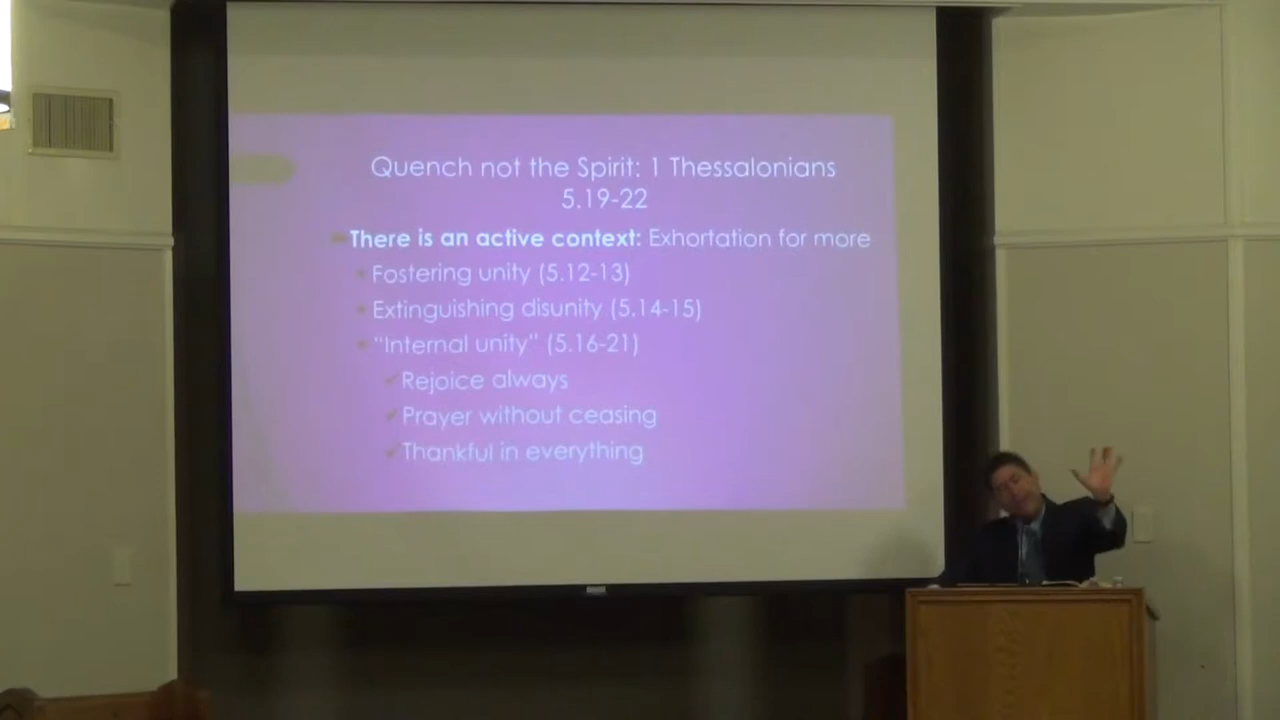 Quench not the Spirit: 1 Thessalonians
5.19-22
There is an active context: Exhortation for more
Fostering unity (5.12-13)
Extinguishing disunity (5.14-15)
“Internal unity” (5.16-21)
Rejoice always
Prayer without ceasing
Thankful in everything